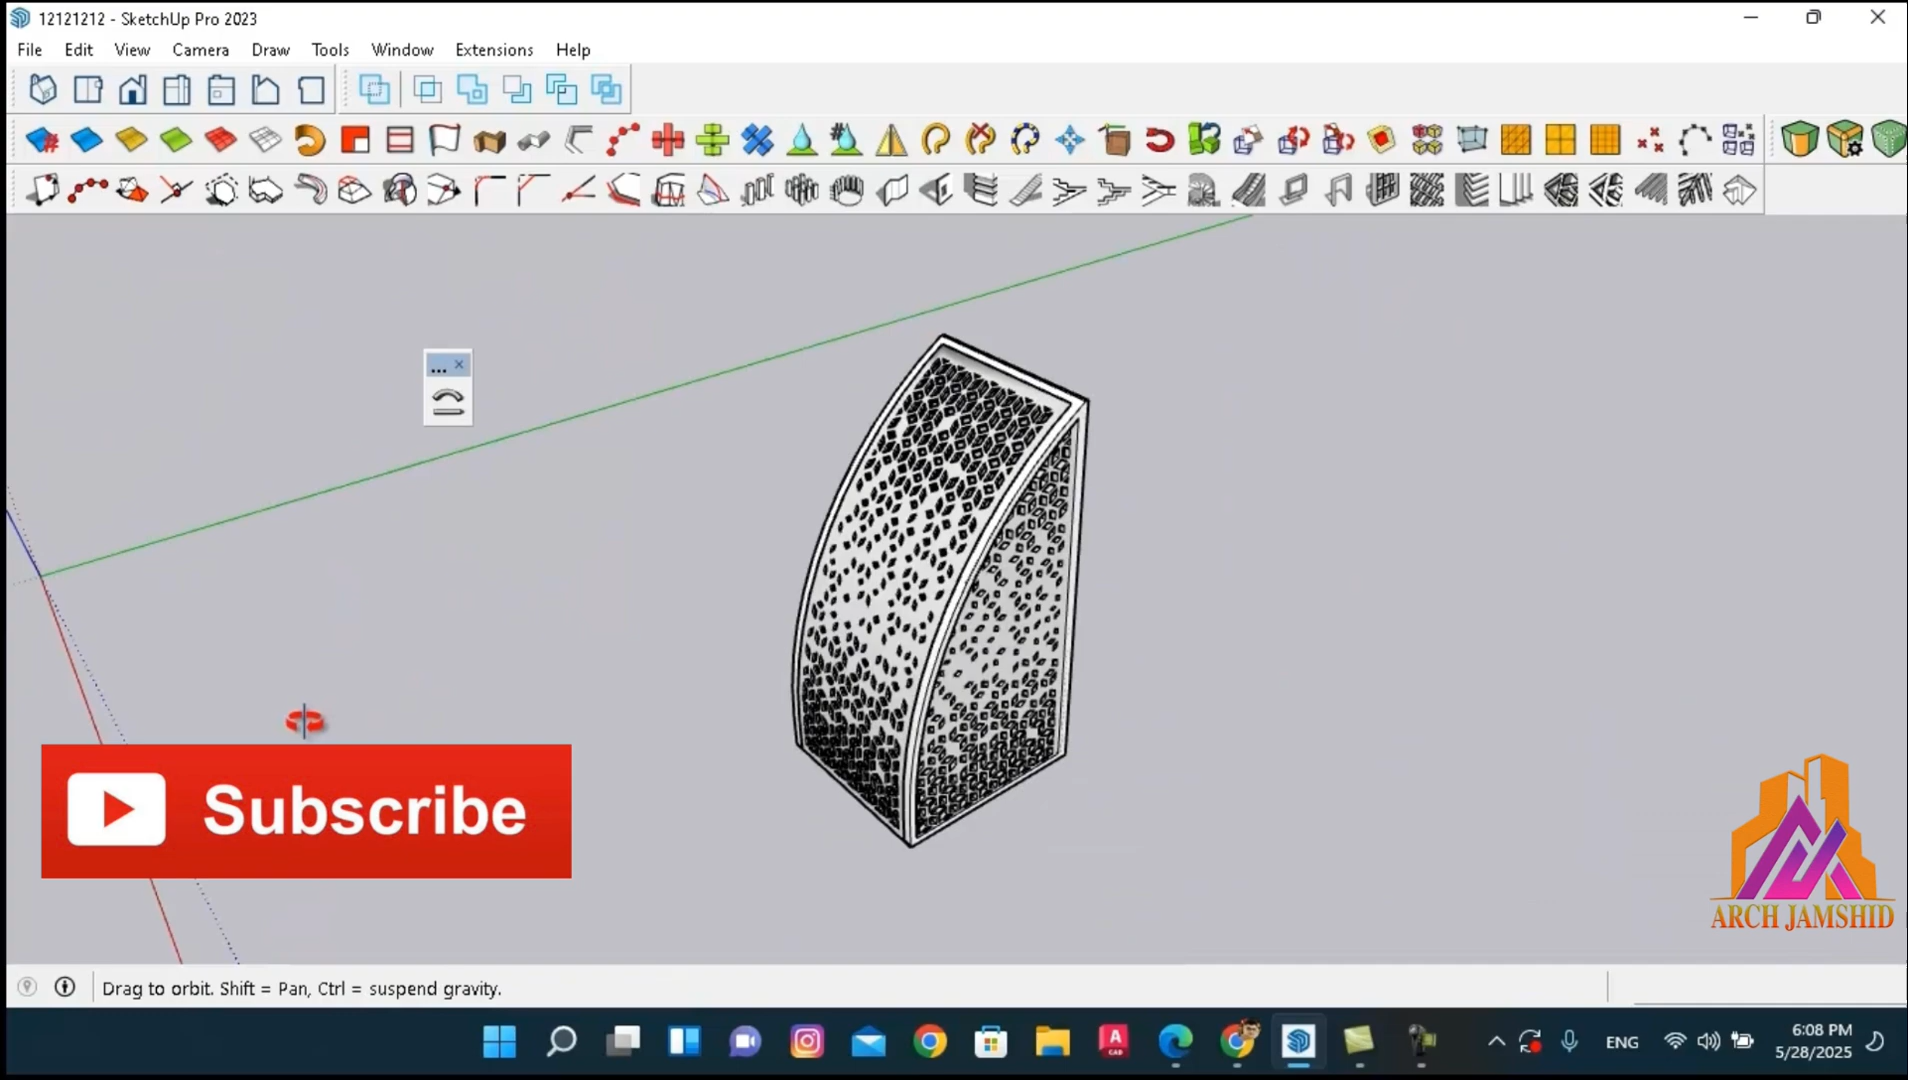 12121212 - SketchUp Pro 2023
File Edit View Camera Draw Tools Window Extensions Help
...
Subscribe
ARCH JAMSHID
Drag to orbit. Shift = Pan, Ctrl = suspend gravity.
A
CAD
ENG
6:08 PM
5/28/2025